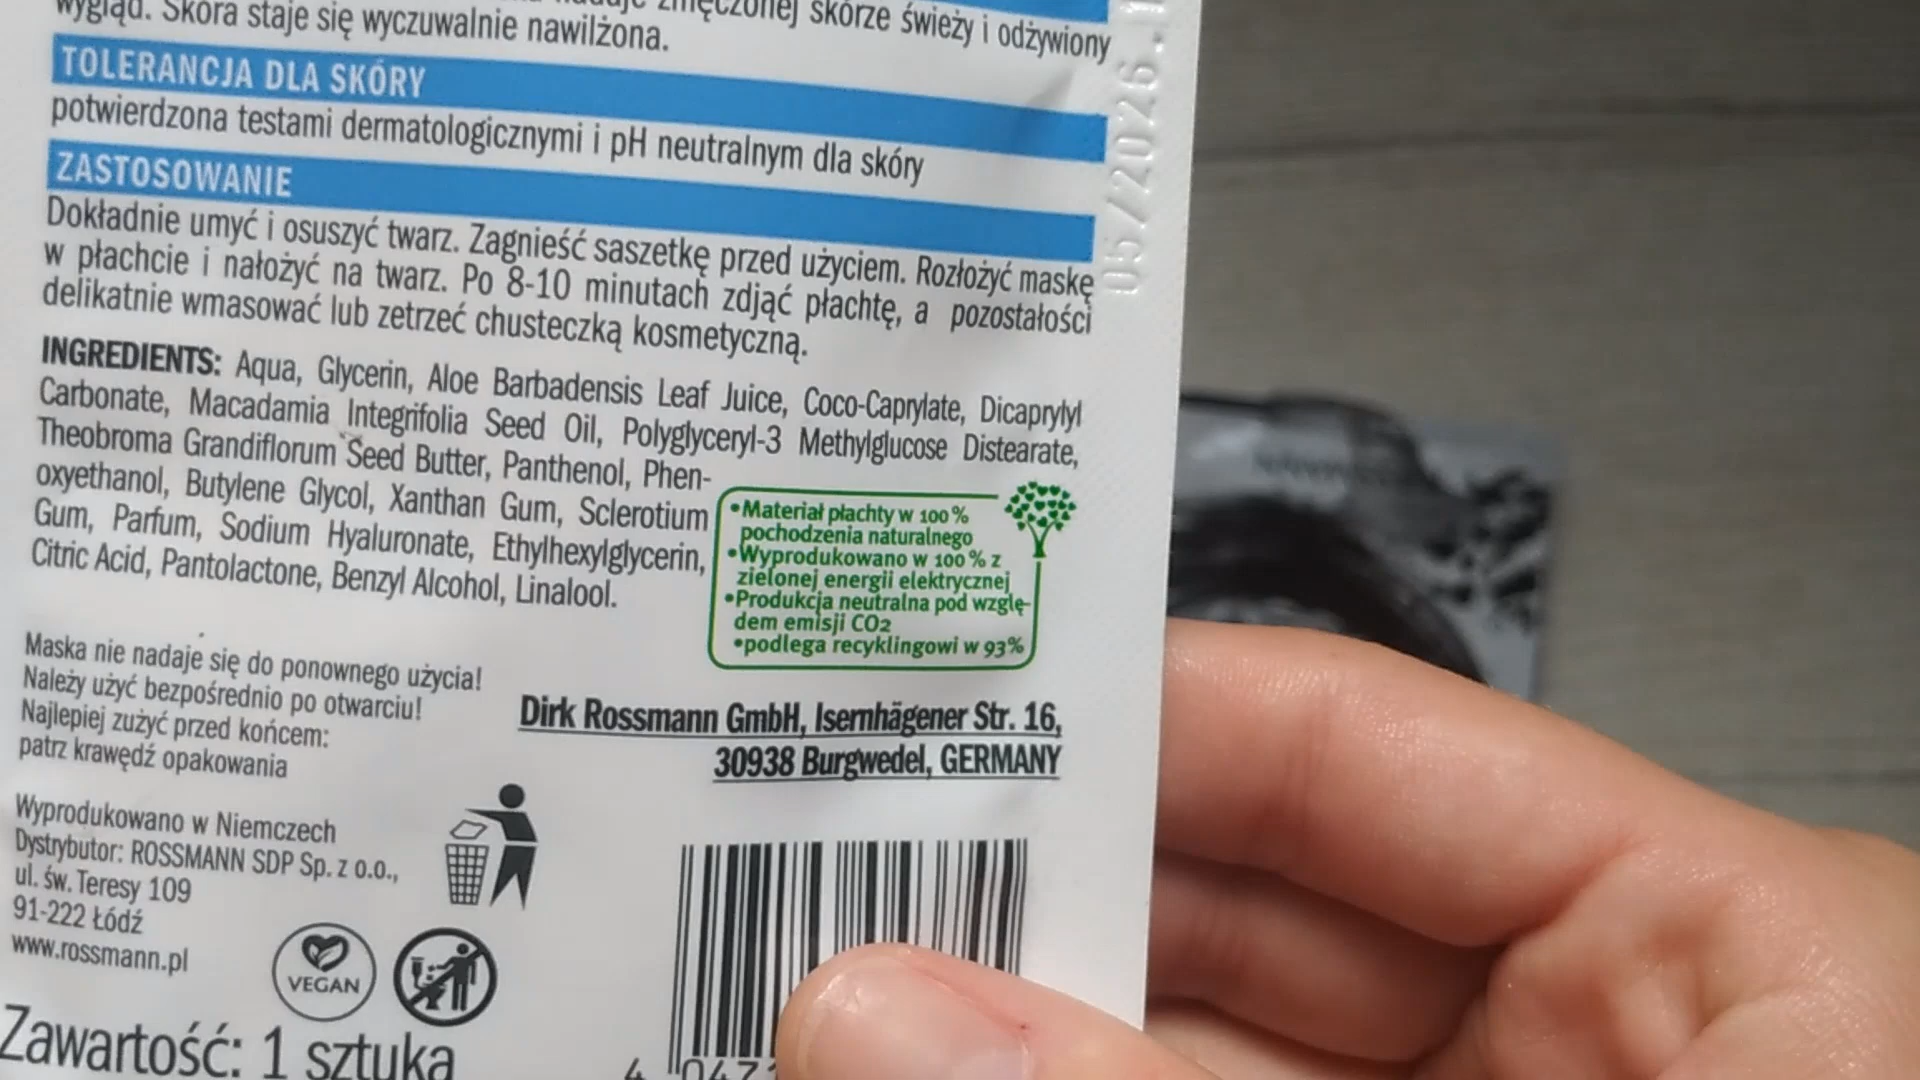 zmęczonej skórze świeży i odżywiony
wygląd. Skóra staje się wyczuwalnie nawilżona.
TOLERANCJA DLA SKÓRY
potwierdzona testami dermatologicznymi i pH neutralnym dla skóry
ZASTOSOWANIE
Dokładnie umyć i osuszyć twarz. Zagnieść saszetkę przed użyciem. Rozłożyć maskę
w płachcie i nałożyć na twarz. Po 8-10 minutach zdjąć płachtę, a pozostałości
delikatnie wmasować lub zetrzeć chusteczką kosmetyczną.
INGREDIENTS: Aqua, Glycerin, Aloe Barbadensis Leaf Juice, Coco-Caprylate, Dicaprylyl
Carbonate, Macadamia Integrifolia Seed Oil, Polyglyceryl-3 Methylglucose Distearate,
Theobroma Grandiflorum Seed Butter, Panthenol, Phen-
oxyethanol, Butylene Glycol, Xanthan Gum, Sclerotium
Gum, Parfum, Sodium Hyaluronate, Ethylhexylglycerin,
Citric Acid, Pantolactone, Benzyl Alcohol, Linalool.
•Materiał płachty w 100%
pochodzenia naturalnego
•Wyprodukowano w 100% z
zielonej energii elektrycznej
•Produkcja neutralna pod wzglę-
dem emisji CO2
•podlega recyklingowi w 93%
Maska nie nadaje się do ponownego użycia!
Należy użyć bezpośrednio po otwarciu!
Najlepiej zużyć przed końcem:
patrz krawędź opakowania
Dirk Rossmann GmbH, Isernhägener Str. 16,
30938 Burgwedel, GERMANY
Wyprodukowano w Niemczech
Dystrybutor: ROSSMANN SDP Sp. z o.o.,
ul. św. Teresy 109
91-222 Łódź
www.rossmann.pl
VEGAN
Zawartość: 1 sztuka
4 047
05/2026